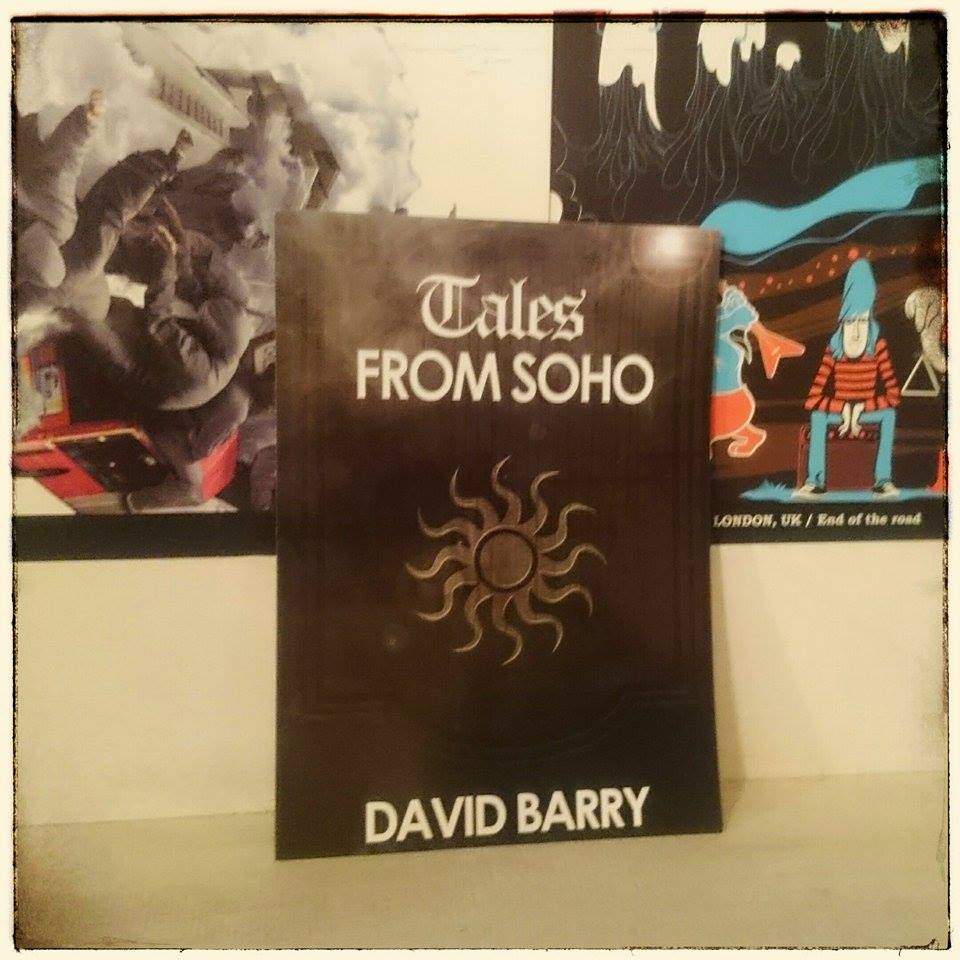 Tales
FROM SOHO
LONDON, UK / End of the road
DAVID BARRY